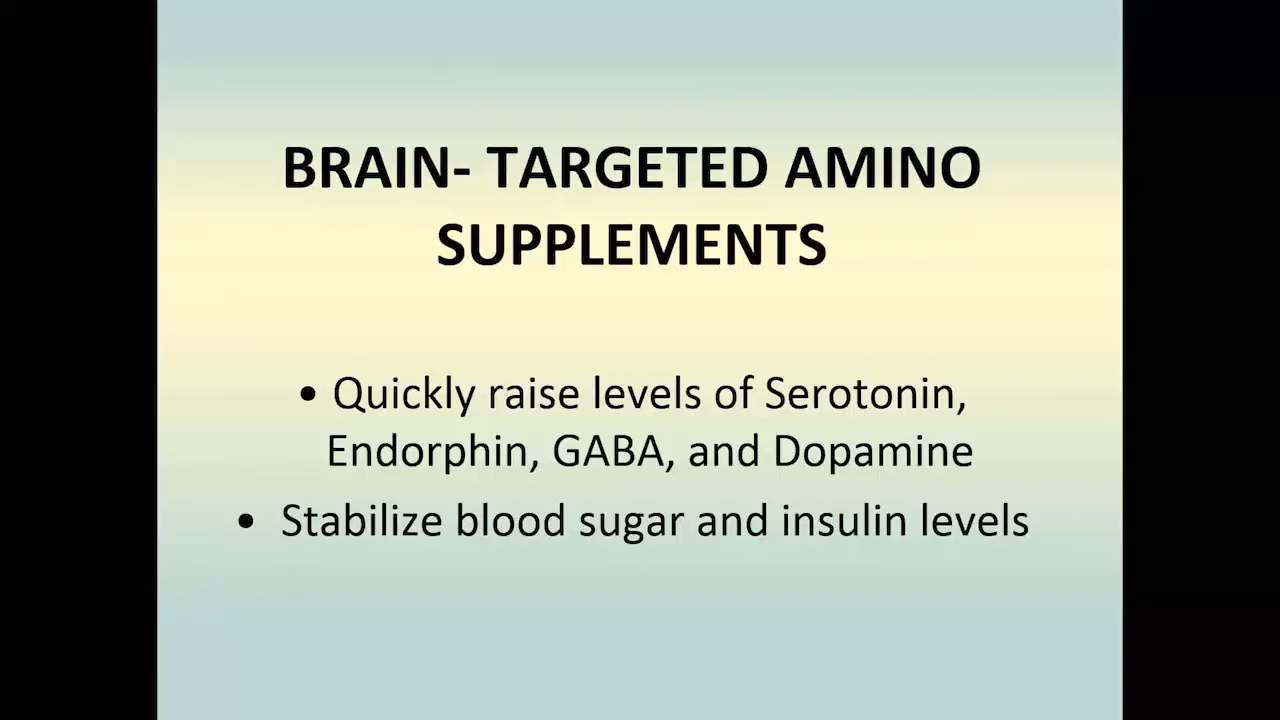 BRAIN- TARGETED AMINO
SUPPLEMENTS
• Quickly raise levels of Serotonin,
Endorphin, GABA, and Dopamine
• Stabilize blood sugar and insulin levels